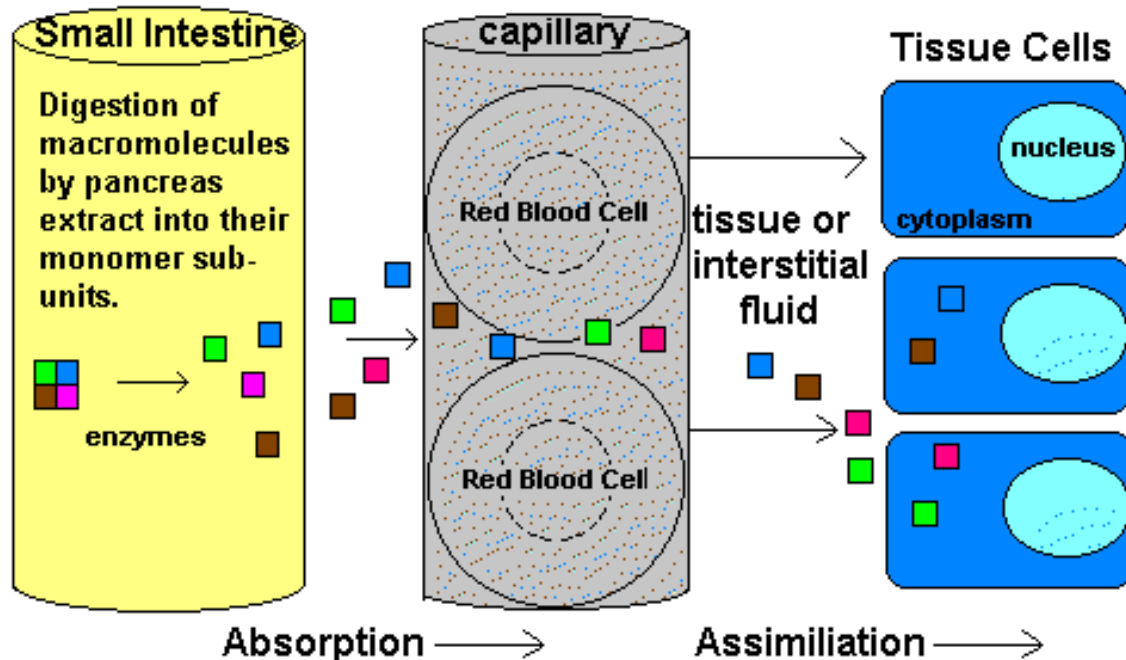 Small Intestine
Digestion of
macromolecules
by pancreas
extract into their
monomer sub-
units.
enzymes
capillary
Red Blood Cell
Red Blood Cell
tissue or
interstitial
fluid
Tissue Cells
nucleus
cytoplasm
Absorption
Assimiliation